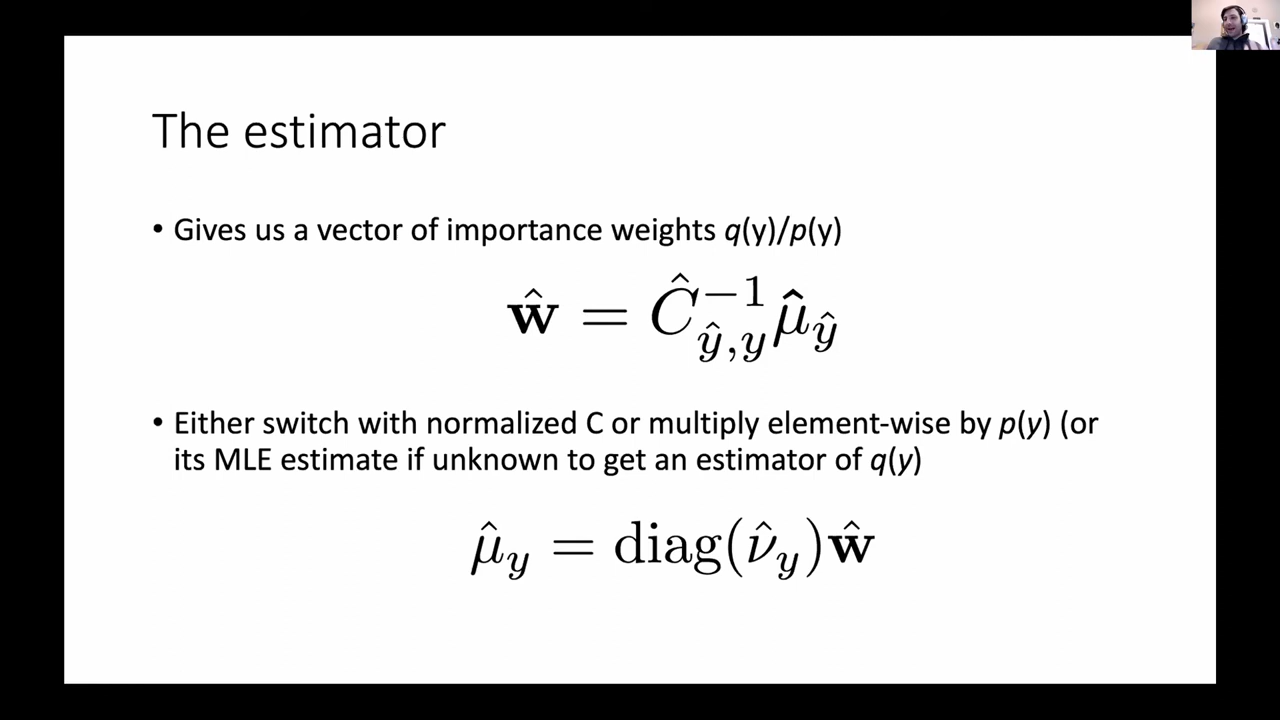 The estimator
• Gives us a vector of importance weights q(y)/p(y)
ŵ = Ĉ⁻¹_{ŷ,y} μ̂_ŷ
• Either switch with normalized C or multiply element-wise by p(y) (or
its MLE estimate if unknown to get an estimator of q(y)
μ̂_y = diag(ν̂_y)ŵ